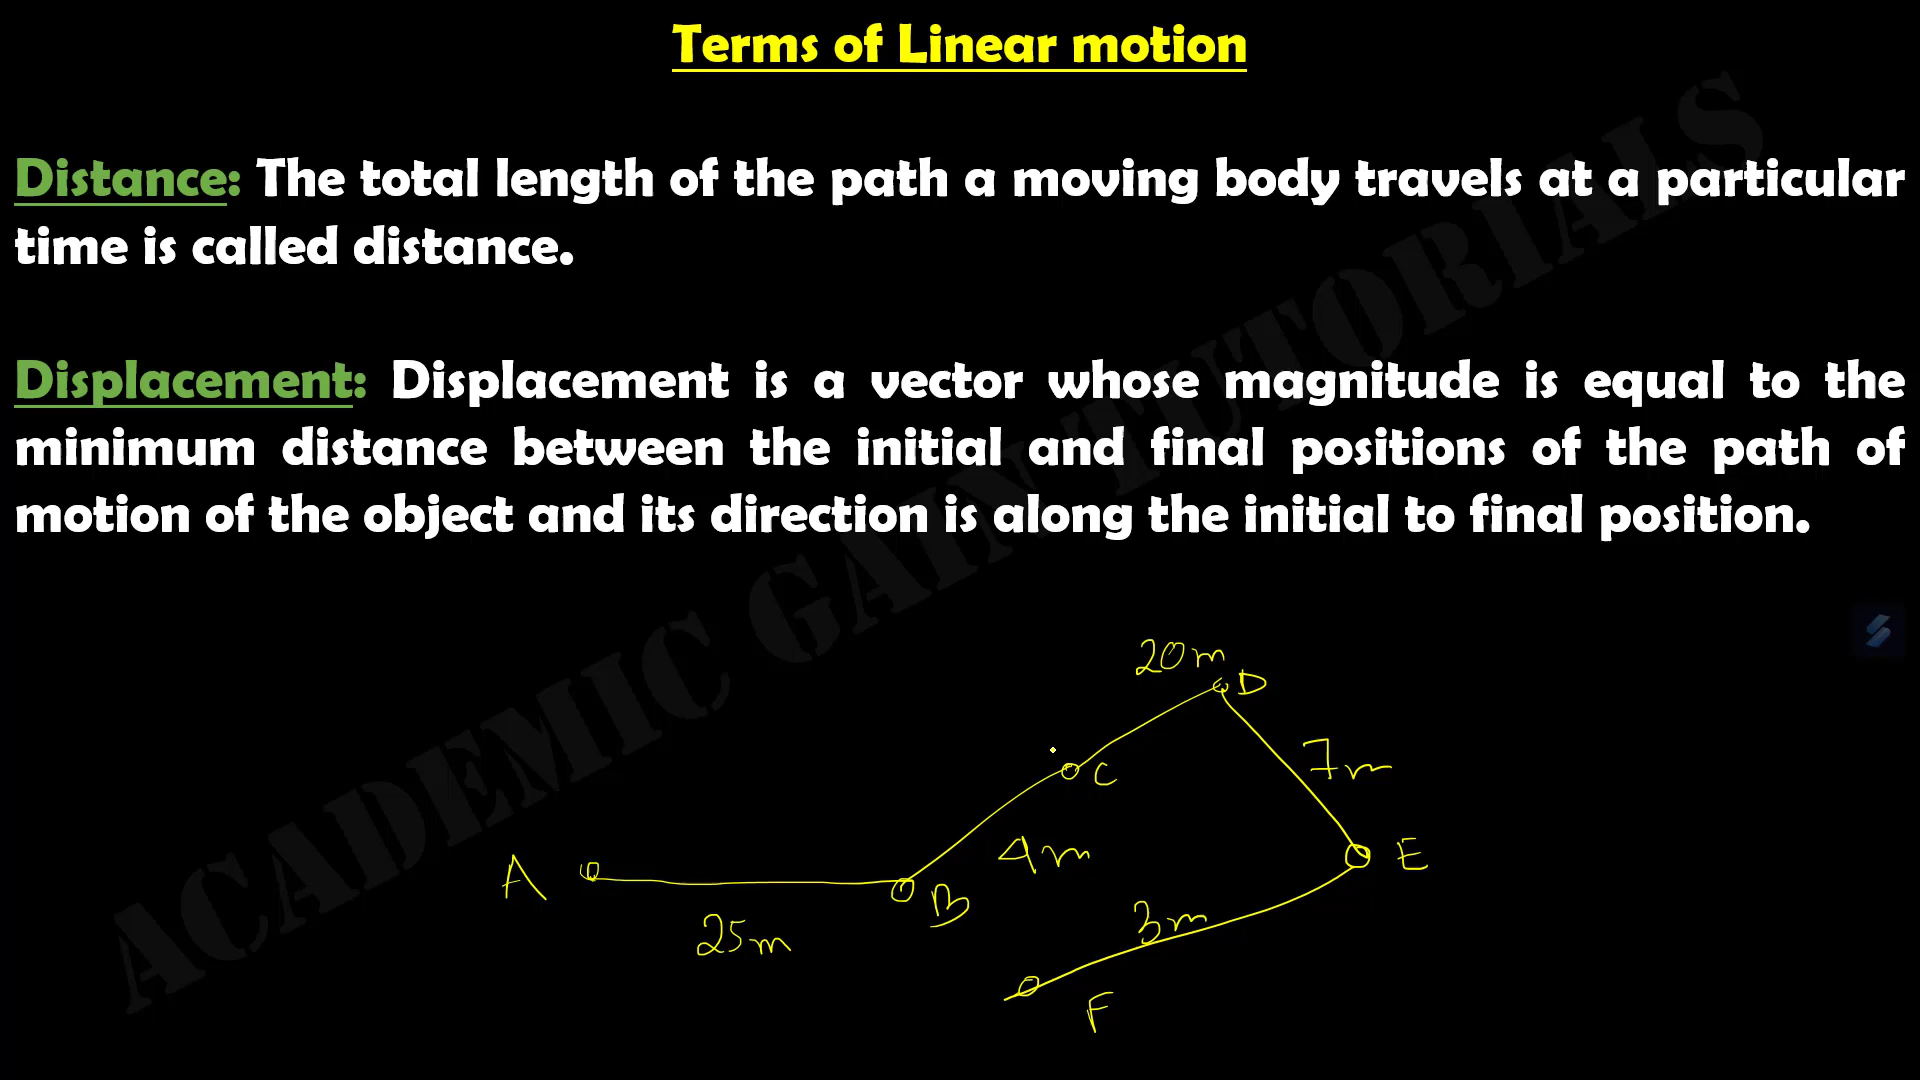 Terms of Linear motion
Distance: The total length of the path a moving body travels at a particular
time is called distance.
Displacement: Displacement is a vector whose magnitude is equal to the
minimum distance between the initial and final positions of the path of
motion of the object and its direction is along the initial to final position.
20m
D
7m
C
4m
E
A
B
25m
3m
F
ACADEMIC GAIN TUTORIALS